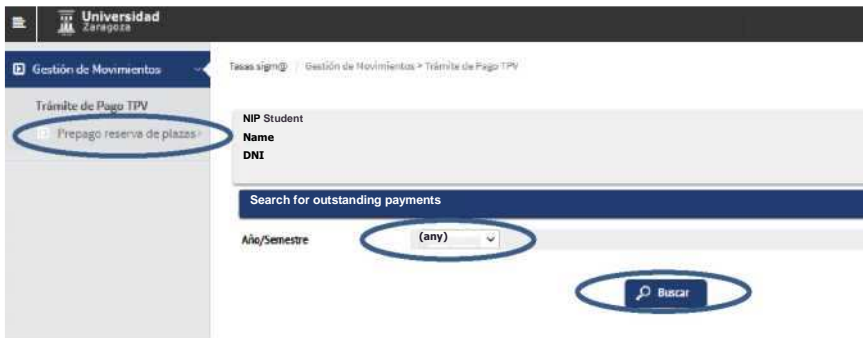 Universidad
Zaragoza
Gestión de Movimientos
Tasas sigm@ / Gestión de Movimientos > Trámite de Pago TPV
Trámite de Pago TPV
Prepago reserva de plazas
NIP Student
Name
DNI
Search for outstanding payments
Año/Semestre
(any)
Buscar